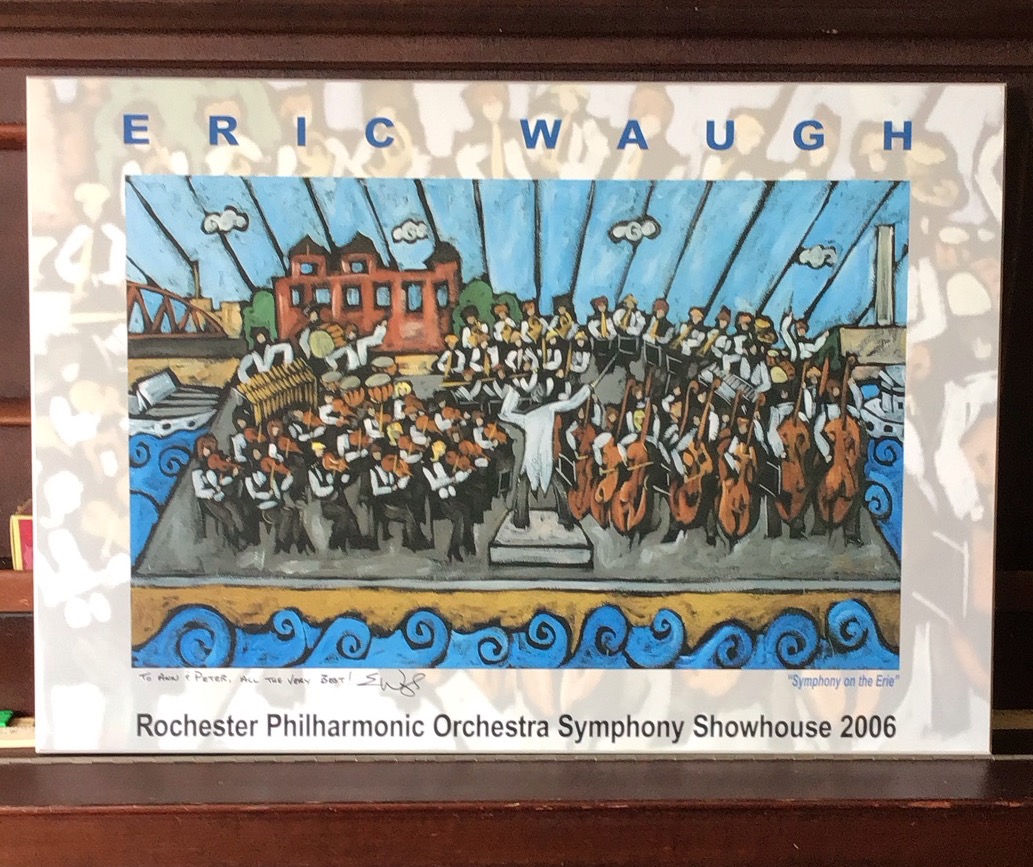 ERIC WAUGH
TO ANN & PETER, ALL THE VERY BEST!
"Symphony on the Erie"
Rochester Philharmonic Orchestra Symphony Showhouse 2006